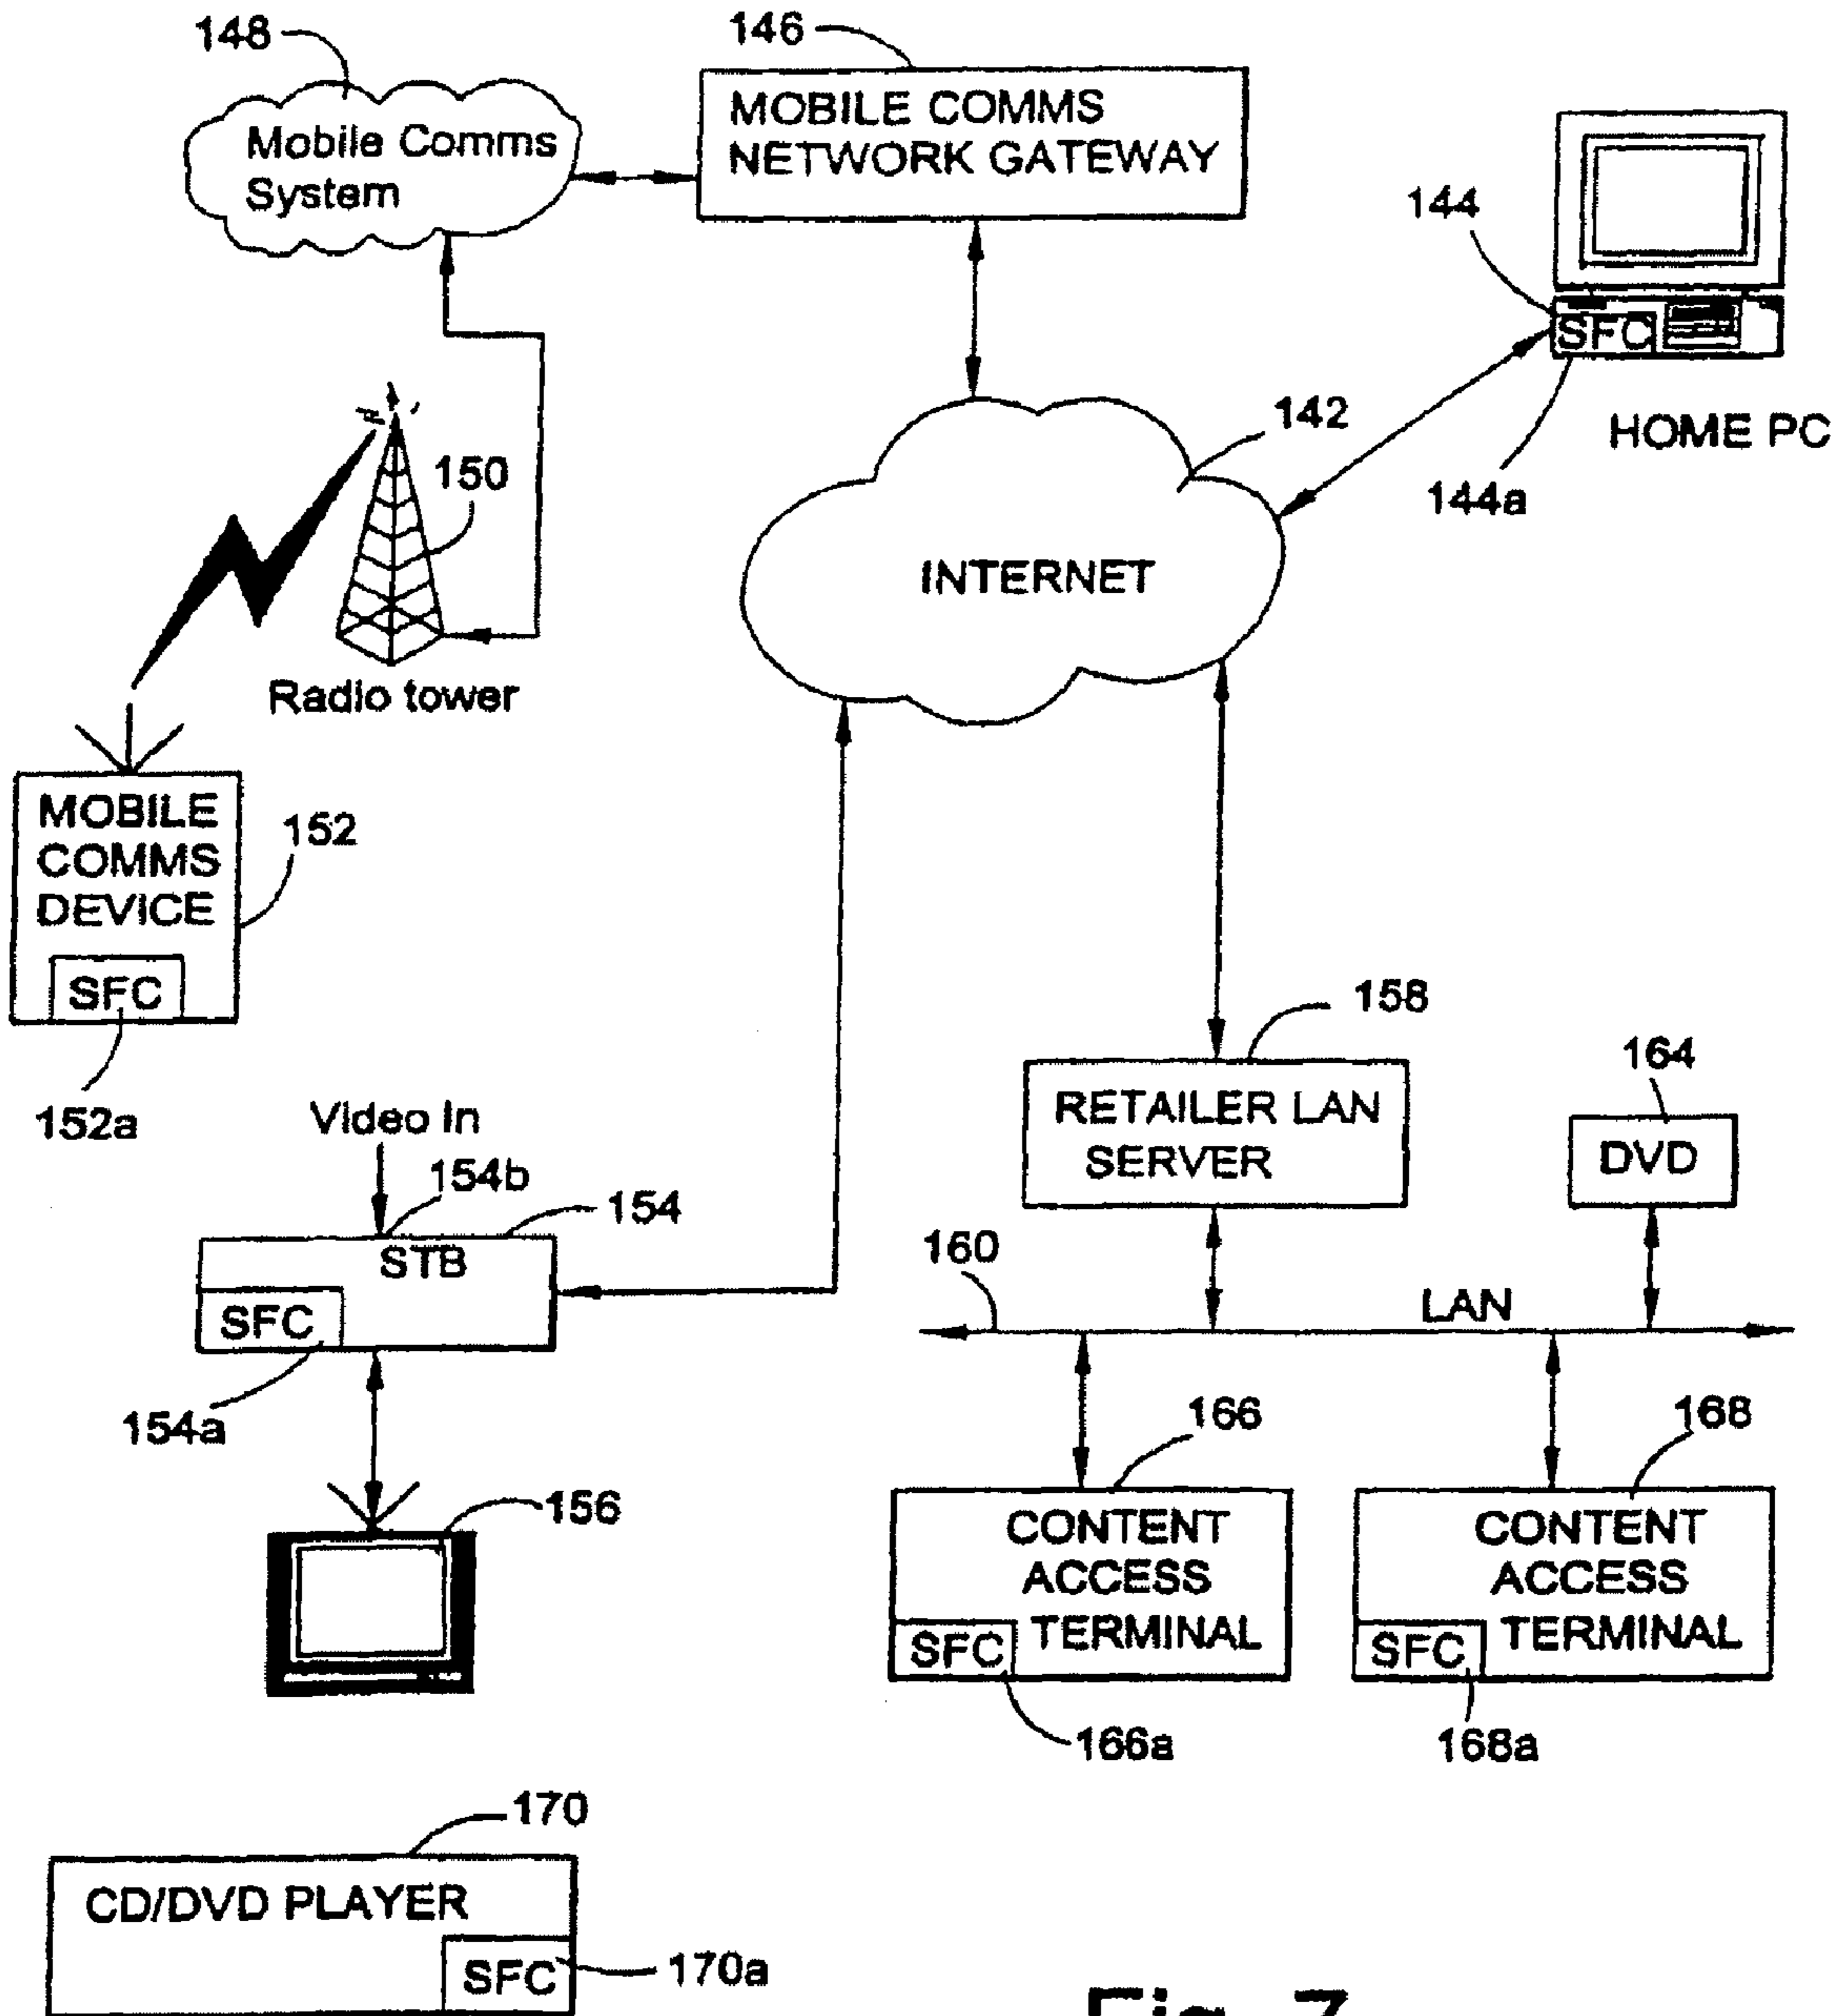 148
146
Mobile Comms
System
MOBILE COMMS
NETWORK GATEWAY
144
SFC
HOME PC
144a
142
INTERNET
150
Radio tower
MOBILE
COMMS
DEVICE
SFC
152
152a
Video In
154b
154
STB
SFC
154a
156
158
RETAILER LAN
SERVER
164
DVD
160
LAN
166
CONTENT
ACCESS
TERMINAL
SFC
166a
168
CONTENT
ACCESS
TERMINAL
SFC
168a
170
CD/DVD PLAYER
SFC
170a
Fig. 7